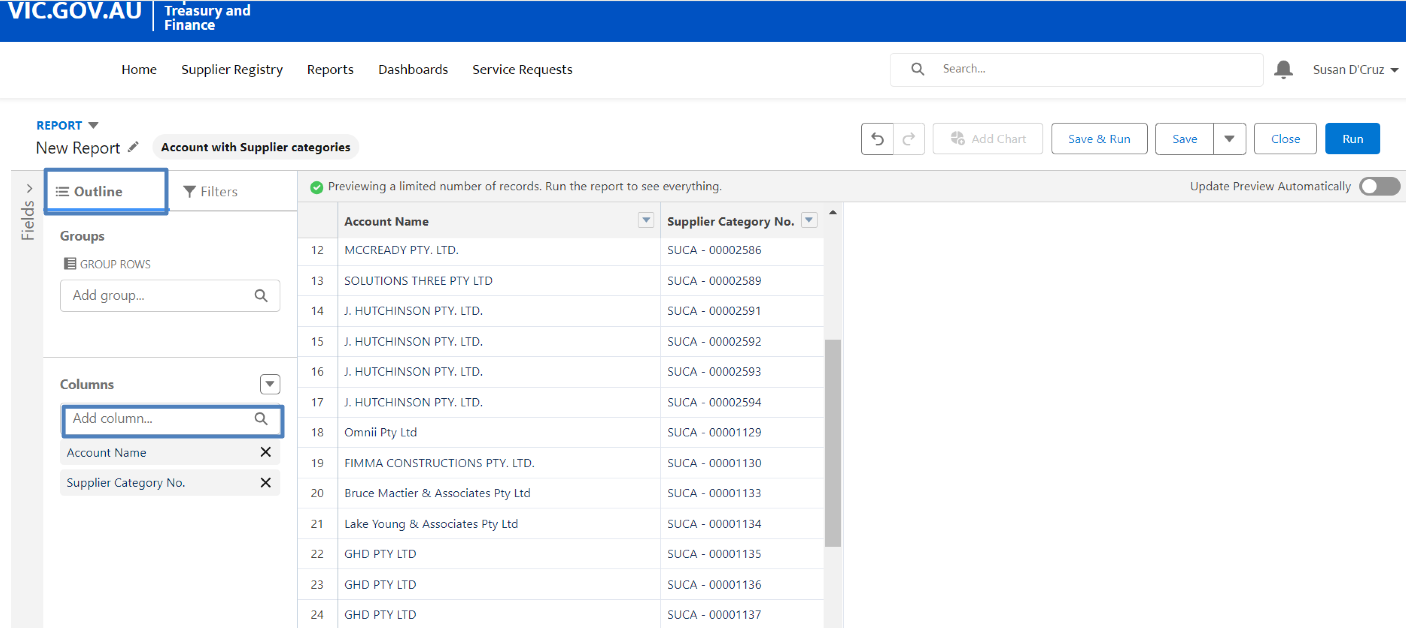 VIC.GOV.AU
Treasury and
Finance
Home Supplier Registry Reports Dashboards Service Requests
Search...
Susan D'Cruz
REPORT
New Report
Account with Supplier categories
Add Chart
Save & Run
Save
Close
Run
Fields
Outline
Filters
Previewing a limited number of records. Run the report to see everything.
Update Preview Automatically
Groups
GROUP ROWS
Add group...
Columns
Add column...
Account Name
Supplier Category No.
Account Name Supplier Category No.
12 MCCREADY PTY. LTD. SUCA - 00002586
13 SOLUTIONS THREE PTY LTD SUCA - 00002589
14 J. HUTCHINSON PTY. LTD. SUCA - 00002591
15 J. HUTCHINSON PTY. LTD. SUCA - 00002592
16 J. HUTCHINSON PTY. LTD. SUCA - 00002593
17 J. HUTCHINSON PTY. LTD. SUCA - 00002594
18 Omnii Pty Ltd SUCA - 00001129
19 FIMMA CONSTRUCTIONS PTY. LTD. SUCA - 00001130
20 Bruce Mactier & Associates Pty Ltd SUCA - 00001133
21 Lake Young & Associates Pty Ltd SUCA - 00001134
22 GHD PTY LTD SUCA - 00001135
23 GHD PTY LTD SUCA - 00001136
24 GHD PTY LTD SUCA - 00001137